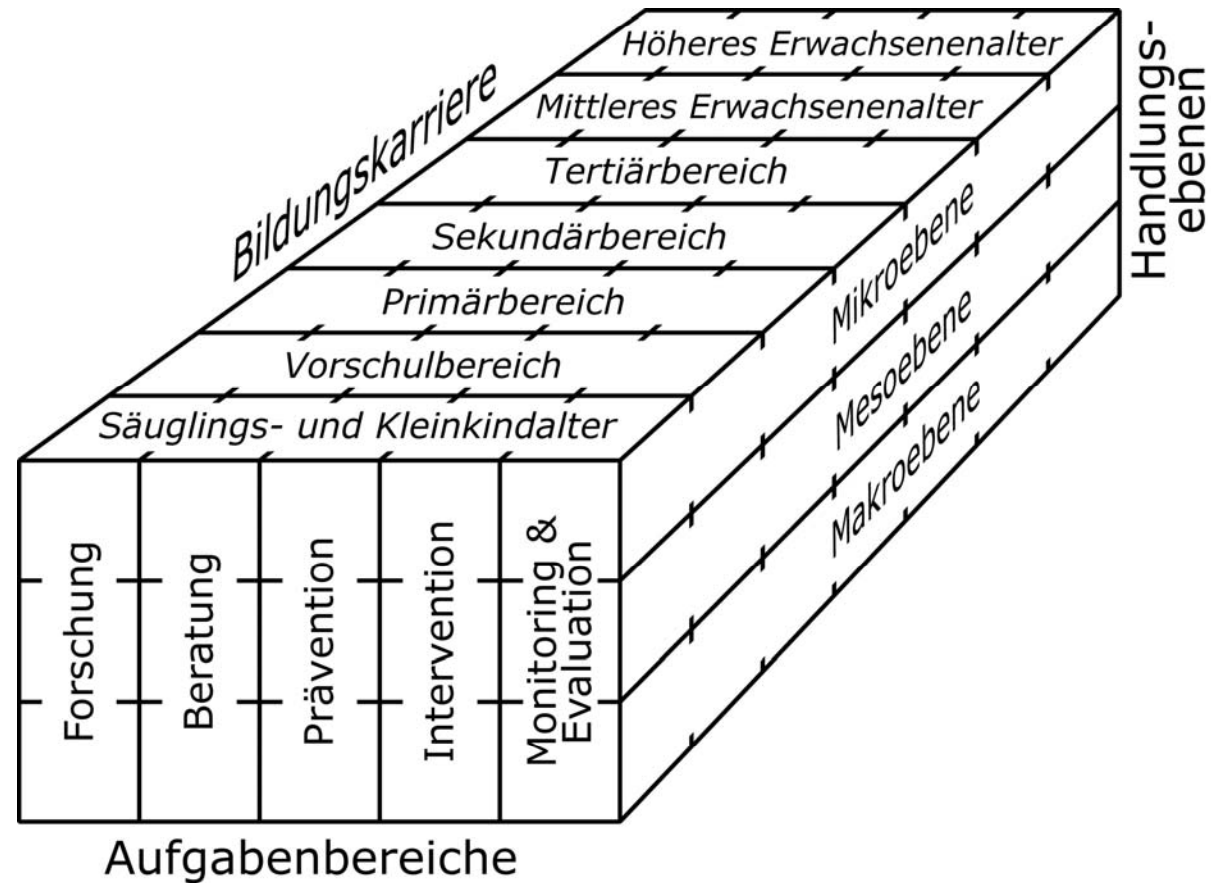 Bildungskarriere
Höheres Erwachsenenalter
Mittleres Erwachsenenalter
Tertiärbereich
Sekundärbereich
Primärbereich
Vorschulbereich
Säuglings- und Kleinkindalter
Handlungs-
ebenen
Mikroebene
Mesoebene
Makroebene
Forschung
Beratung
Prävention
Intervention
Monitoring &
Evaluation
Aufgabenbereiche